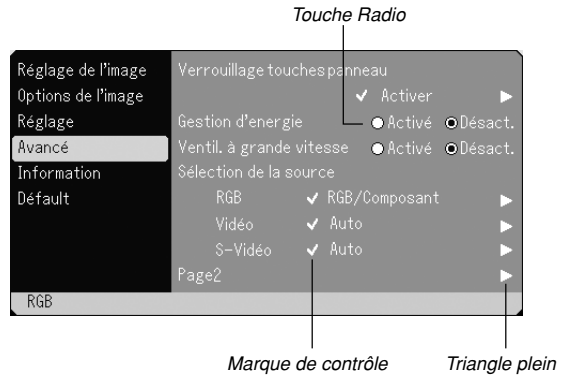 Touche Radio
Réglage de l'image
Options de l'image
Réglage
Avancé
Information
Défault
Verrouillage touches panneau
✓ Activer ▶
Gestion d'energie ○ Activé ◉ Désact.
Ventil. à grande vitesse ○ Activé ◉ Désact.
Sélection de la source
RGB ✓ RGB/Composant ▶
Vidéo ✓ Auto ▶
S-Vidéo ✓ Auto ▶
Page2 ▶
RGB
Marque de contrôle
Triangle plein